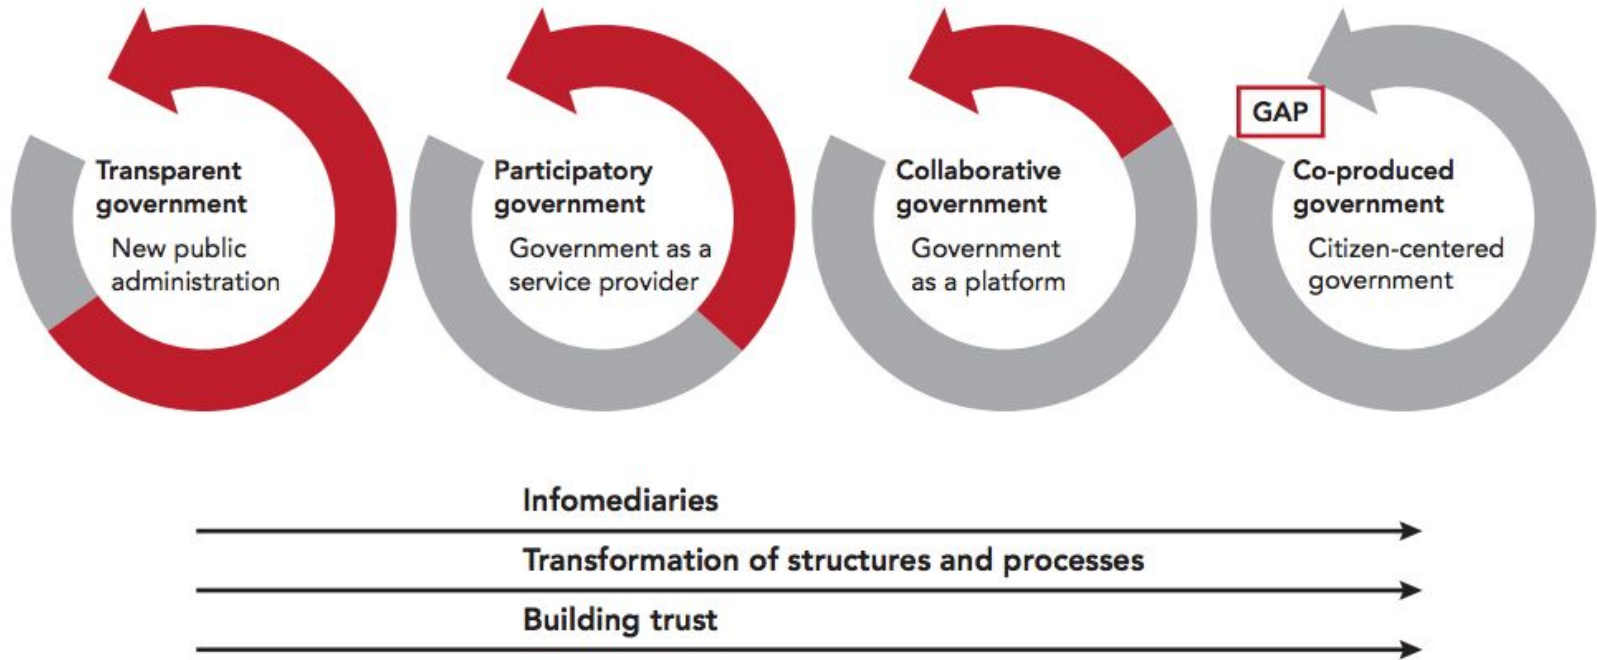 Transparent
government
New public
administration
Participatory
government
Government as a
service provider
Collaborative
government
Government
as a platform
GAP
Co-produced
government
Citizen-centered
government
Infomediaries
Transformation of structures and processes
Building trust